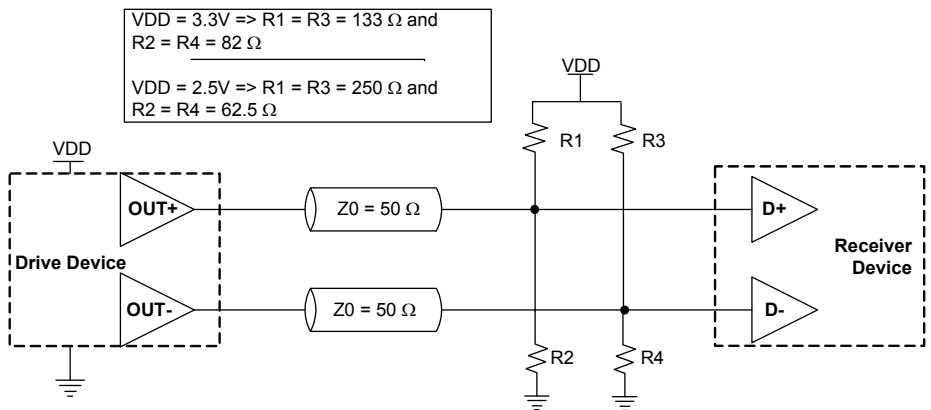 VDD = 3.3V => R1 = R3 = 133 Ω and
R2 = R4 = 82 Ω
VDD = 2.5V => R1 = R3 = 250 Ω and
R2 = R4 = 62.5 Ω
VDD
R1
R3
VDD
OUT+
Z0 = 50 Ω
D+
Drive Device
Receiver
Device
OUT-
Z0 = 50 Ω
D-
R2
R4